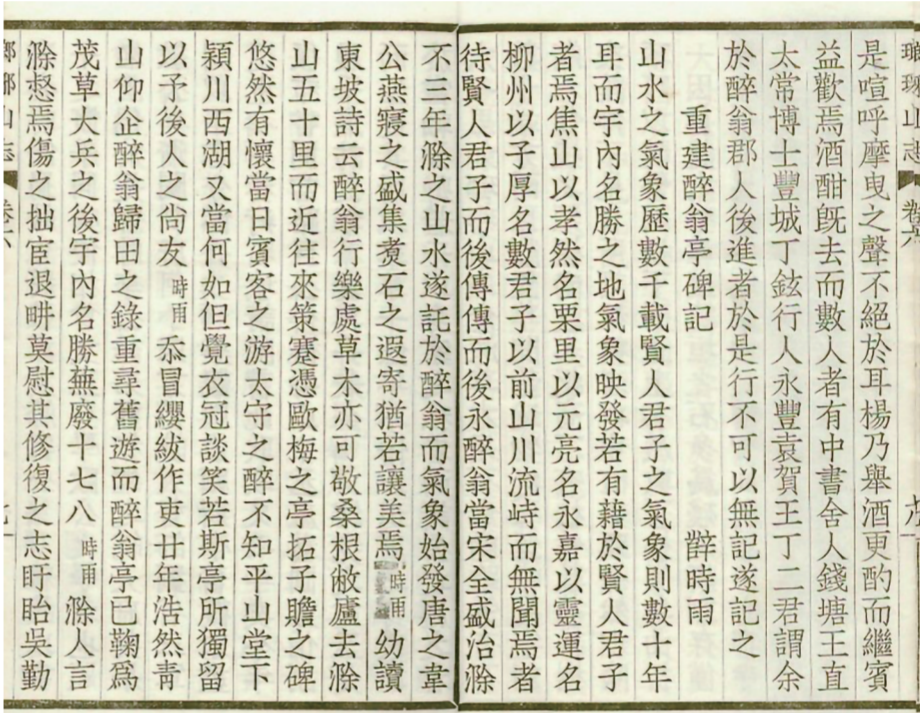 瑯琊山志 卷六
是喧呼摩曳之聲不絕於耳楊乃舉酒更酌而繼賓
益歡焉酒酣旣去而數人者有中書舍人錢塘王直
太常博士豐城丁鉉行人永豐袁賀王丁二君謂余
於醉翁郡人後進者於是行不可以無記遂記之
重建醉翁亭碑記 辥時雨
山水之氣象歷數千載賢人君子之氣象則數十年
耳而宇內名勝之地氣象映發若有藉於賢人君子
者焉焦山以孝然名栗里以元亮名永嘉以靈運名
柳州以子厚名數君子以前山川流峙而無聞焉者
待賢人君子而後傳傳而後永醉翁當宋全盛治滁
不三年滁之山水遂託於醉翁而氣象始發唐之韋
公燕寢之盛集煑石之遐寄猶若讓美焉時雨幼讀
東坡詩云醉翁行樂處草木亦可敬桑根敝廬去滁
山五十里而近往來策蹇憑歐梅之亭拓子瞻之碑
悠然有懷當日賓客之游太守之醉不知平山堂下
潁川西湖又當何如但覺衣冠談笑若斯亭所獨留
以予後人之尙友時雨忝冒纓紱作吏廿年浩然靑
山仰企醉翁歸田之錄重尋舊遊而醉翁亭已鞠爲
茂草大兵之後宇內名勝蕪廢十七八時雨滁人言
滁愸焉傷之拙宦退畊莫慰其修復之志盱眙吳勤